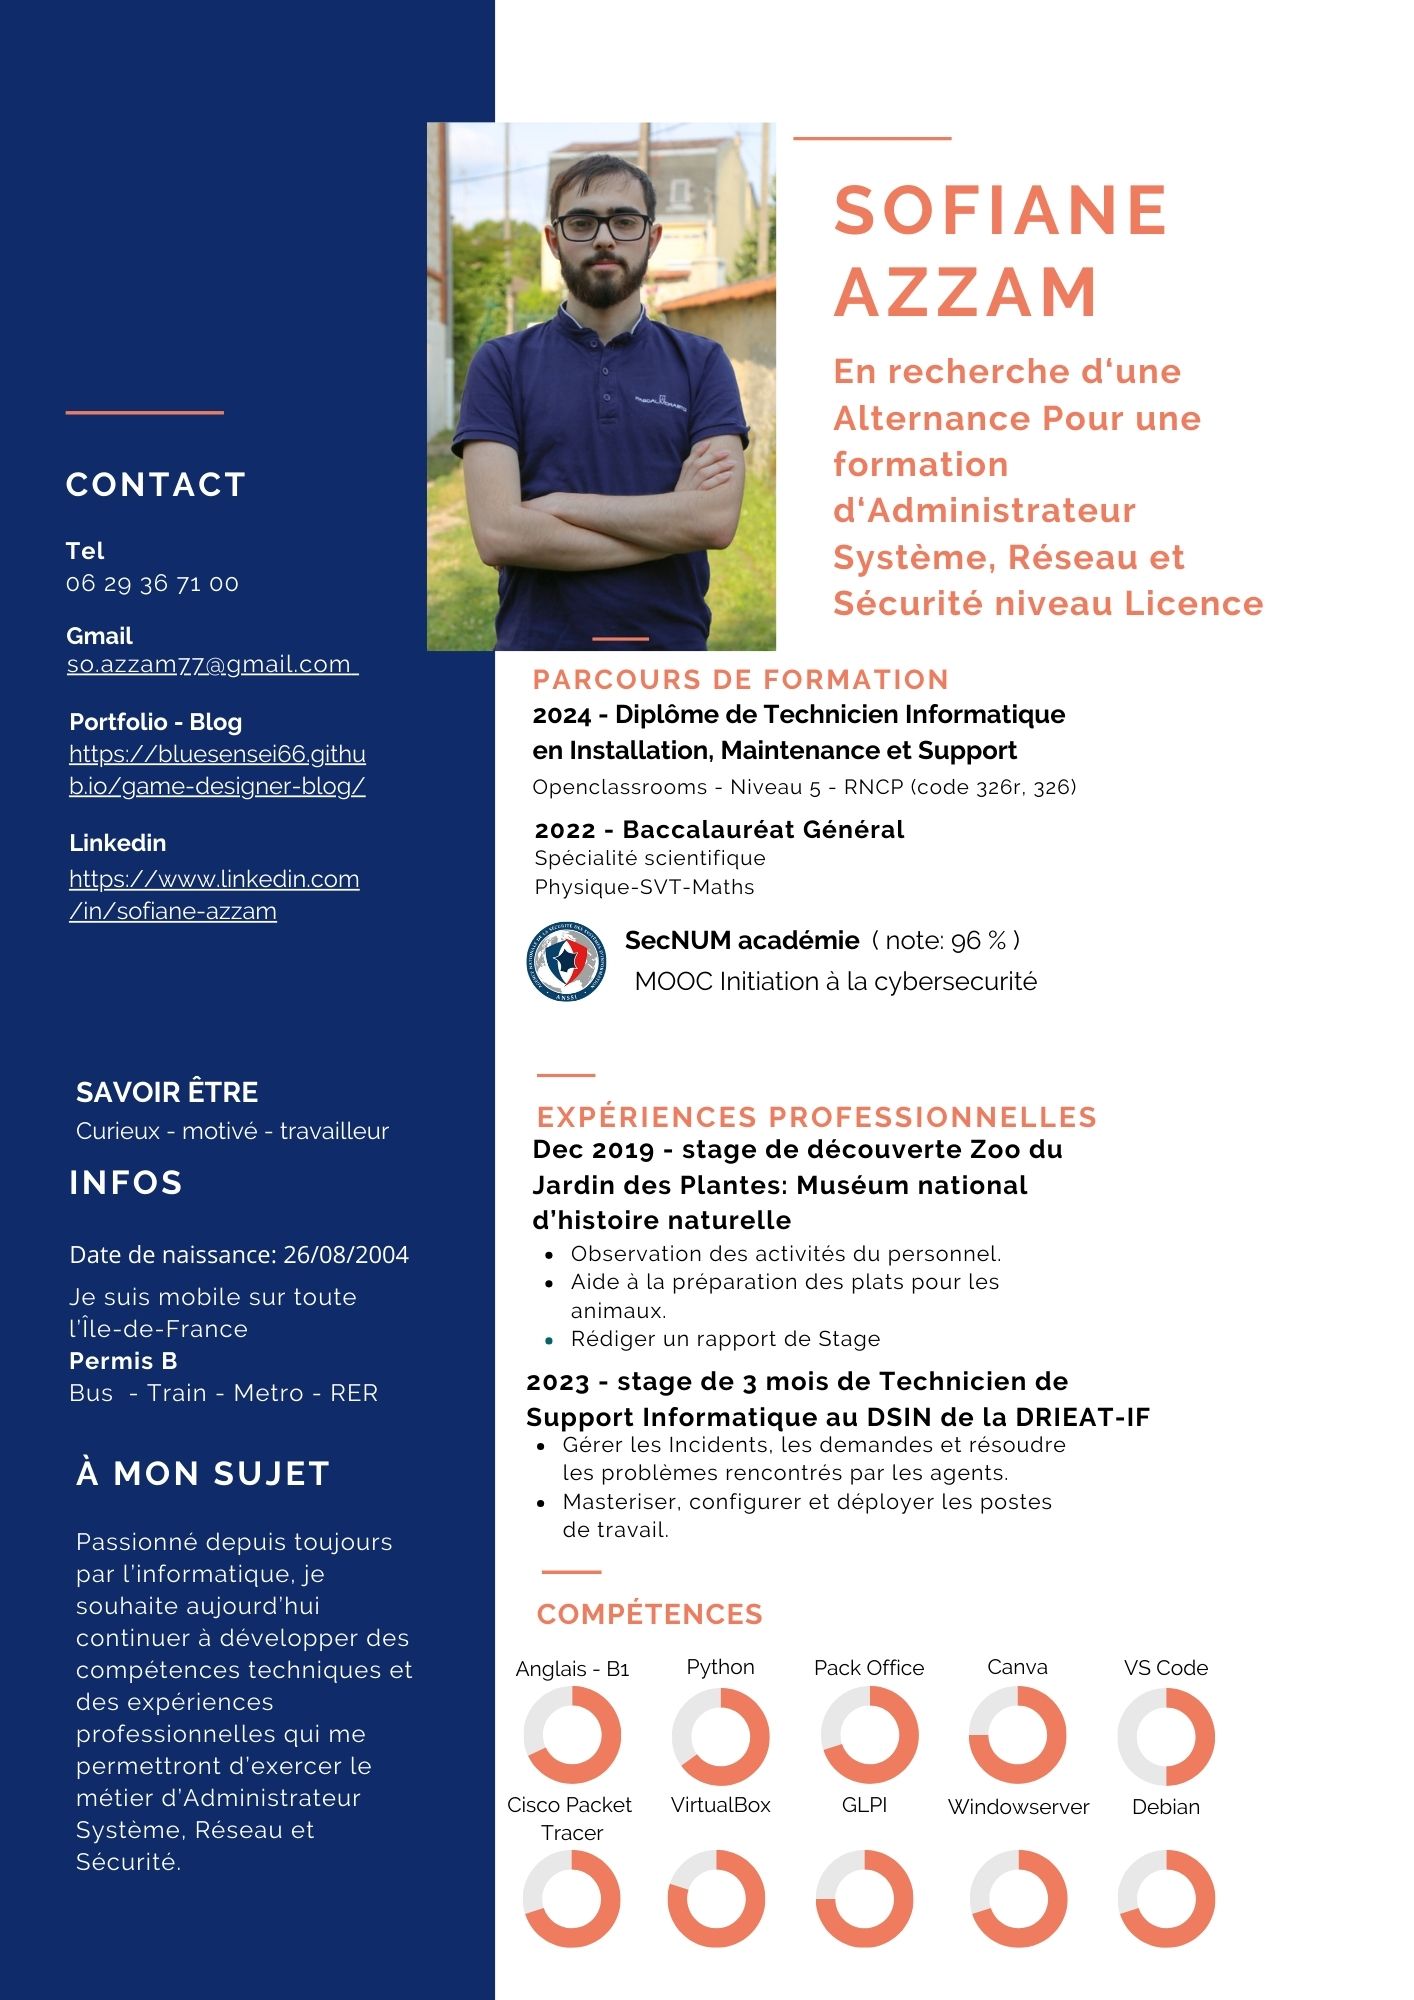 SOFIANE
AZZAM
En recherche d‘une
Alternance Pour une
formation
d‘Administrateur
Système, Réseau et
Sécurité niveau Licence
CONTACT
Tel
06 29 36 71 00
Gmail
so.azzam77@gmail.com
Portfolio - Blog
https://bluesensei66.githu
b.io/game-designer-blog/
Linkedin
https://www.linkedin.com
/in/sofiane-azzam
SAVOIR ÊTRE
Curieux - motivé - travailleur
INFOS
Date de naissance: 26/08/2004
Je suis mobile sur toute
l’Île-de-France
Permis B
Bus - Train - Metro - RER
À MON SUJET
Passionné depuis toujours
par l’informatique, je
souhaite aujourd’hui
continuer à développer des
compétences techniques et
des expériences
professionnelles qui me
permettront d’exercer le
métier d’Administrateur
Système, Réseau et
Sécurité.
PARCOURS DE FORMATION
2024 - Diplôme de Technicien Informatique
en Installation, Maintenance et Support
Openclassrooms - Niveau 5 - RNCP (code 326r, 326)
2022 - Baccalauréat Général
Spécialité scientifique
Physique-SVT-Maths
ANSSI
SecNUM académie ( note: 96 % )
MOOC Initiation à la cybersecurité
EXPÉRIENCES PROFESSIONNELLES
Dec 2019 - stage de découverte Zoo du
Jardin des Plantes: Muséum national
d’histoire naturelle
• Observation des activités du personnel.
• Aide à la préparation des plats pour les
animaux.
• Rédiger un rapport de Stage
2023 - stage de 3 mois de Technicien de
Support Informatique au DSIN de la DRIEAT-IF
• Gérer les Incidents, les demandes et résoudre
les problèmes rencontrés par les agents.
• Masteriser, configurer et déployer les postes
de travail.
COMPÉTENCES
Anglais - B1
Python
Pack Office
Canva
VS Code
Cisco Packet
Tracer
VirtualBox
GLPI
Windowserver
Debian